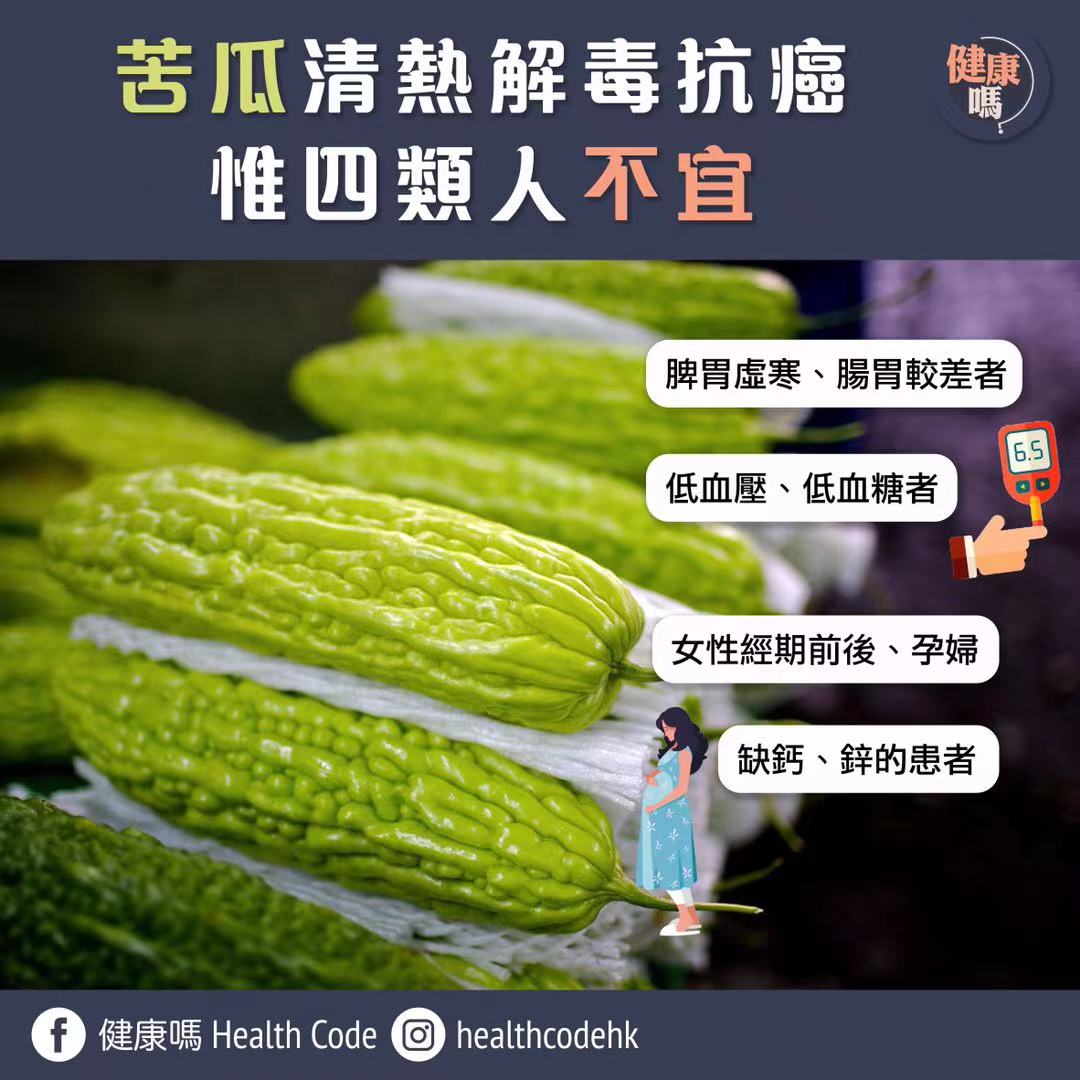 苦瓜清熱解毒抗癌
惟四類人不宜
健康
嗎
脾胃虛寒、腸胃較差者
6.5
低血壓、低血糖者
女性經期前後、孕婦
缺鈣、鋅的患者
健康嗎 Health Code
healthcodehk